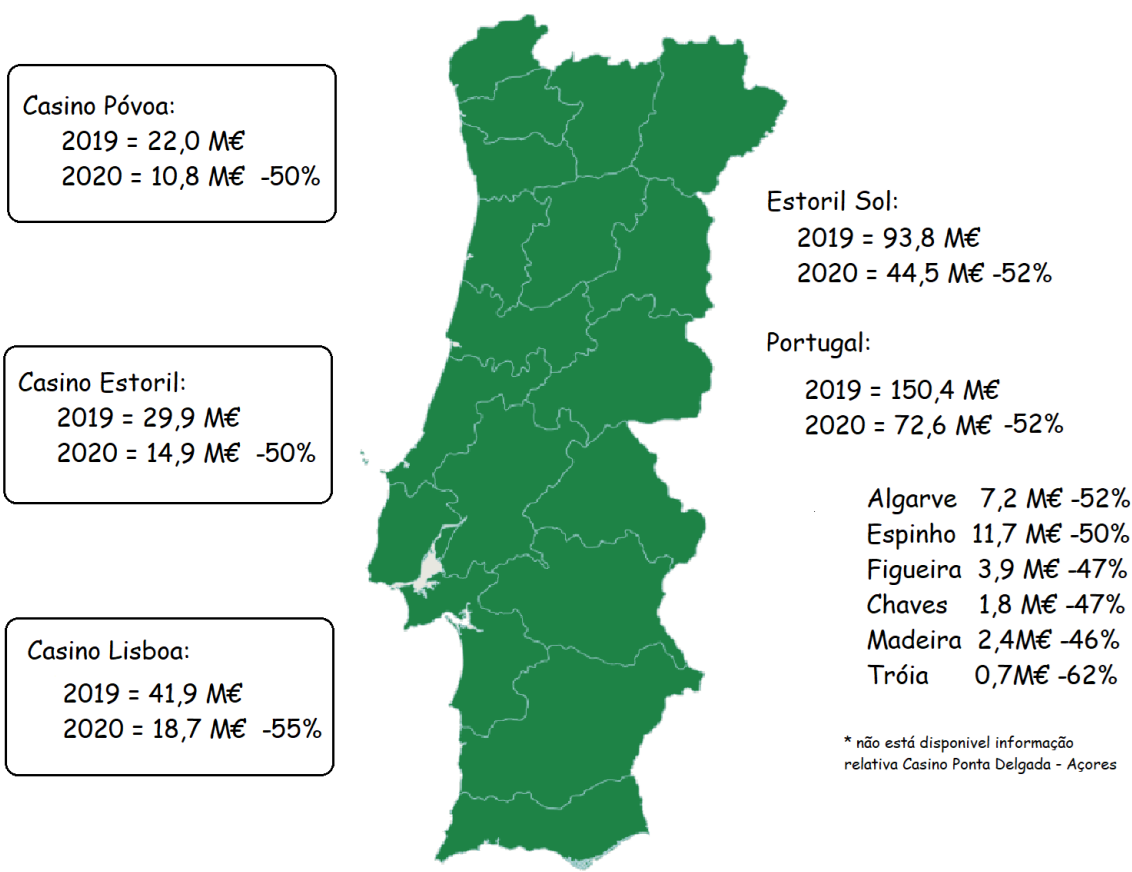 Casino Póvoa:
2019 = 22,0 M€
2020 = 10,8 M€ -50%
Casino Estoril:
2019 = 29,9 M€
2020 = 14,9 M€ -50%
Casino Lisboa:
2019 = 41,9 M€
2020 = 18,7 M€ -55%
Estoril Sol:
2019 = 93,8 M€
2020 = 44,5 M€ -52%
Portugal:
2019 = 150,4 M€
2020 = 72,6 M€ -52%
Algarve 7,2 M€ -52%
Espinho 11,7 M€ -50%
Figueira 3,9 M€ -47%
Chaves 1,8 M€ -47%
Madeira 2,4M€ -46%
Tróia 0,7M€ -62%
* não está disponivel informação
relativa Casino Ponta Delgada - Açores